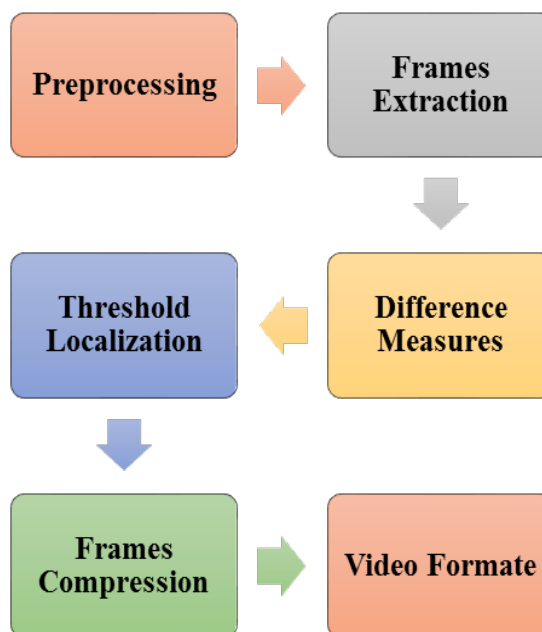 Preprocessing
Frames
Extraction
Difference
Measures
Threshold
Localization
Frames
Compression
Video Formate